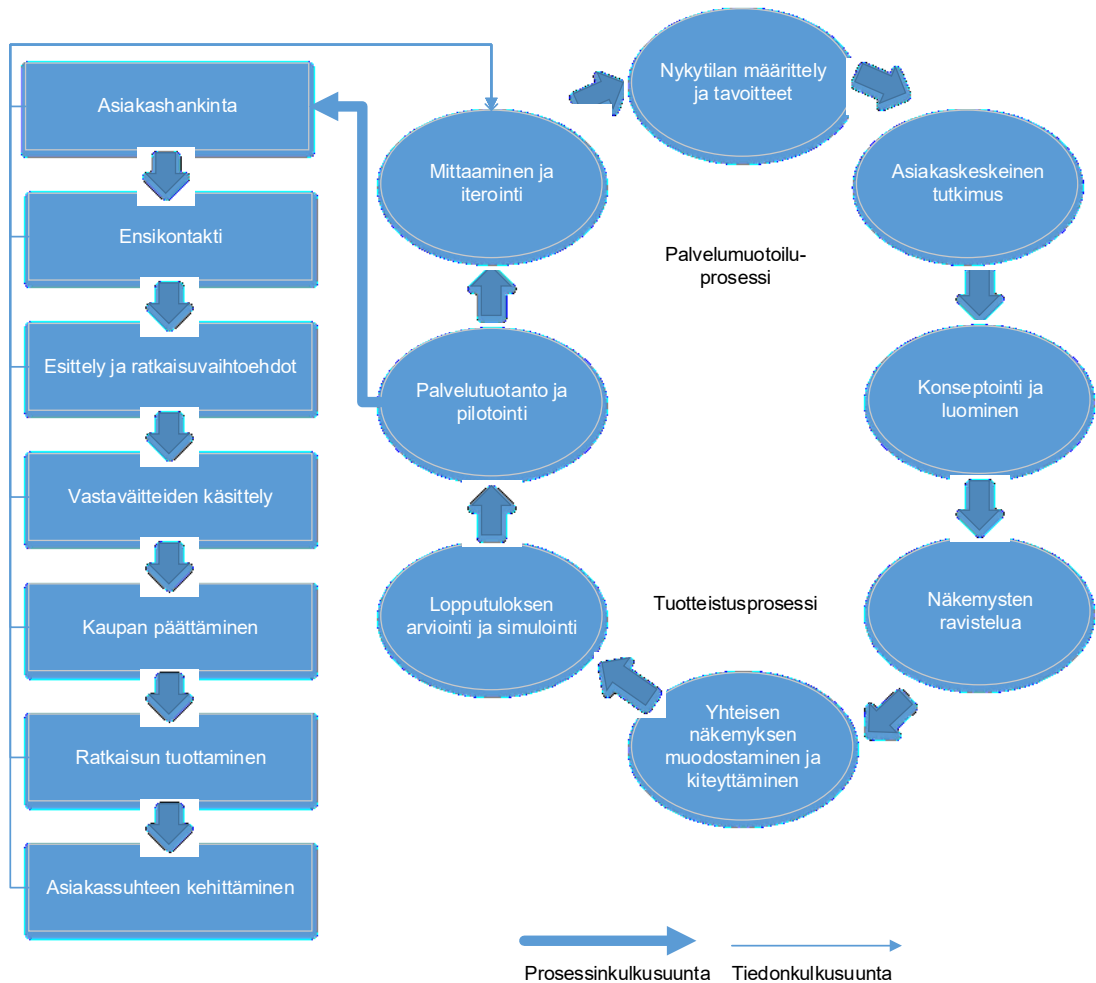 Asiakashankinta
Ensikontakti
Esittely ja ratkaisuvaihtoehdot
Vastaväitteiden käsittely
Kaupan päättäminen
Ratkaisun tuottaminen
Asiakassuhteen kehittäminen
Nykytilan määrittely
ja tavoitteet
Asiakaskeskeinen
tutkimus
Konseptointi ja
luominen
Näkemysten
ravistelua
Yhteisen
näkemyksen
muodostaminen ja
kiteyttäminen
Lopputuloksen
arviointi ja simulointi
Palvelutuotanto ja
pilotointi
Mittaaminen ja
iterointi
Palvelumuotoilu-
prosessi
Tuotteistusprosessi
Prosessinkulkusuunta
Tiedonkulkusuunta